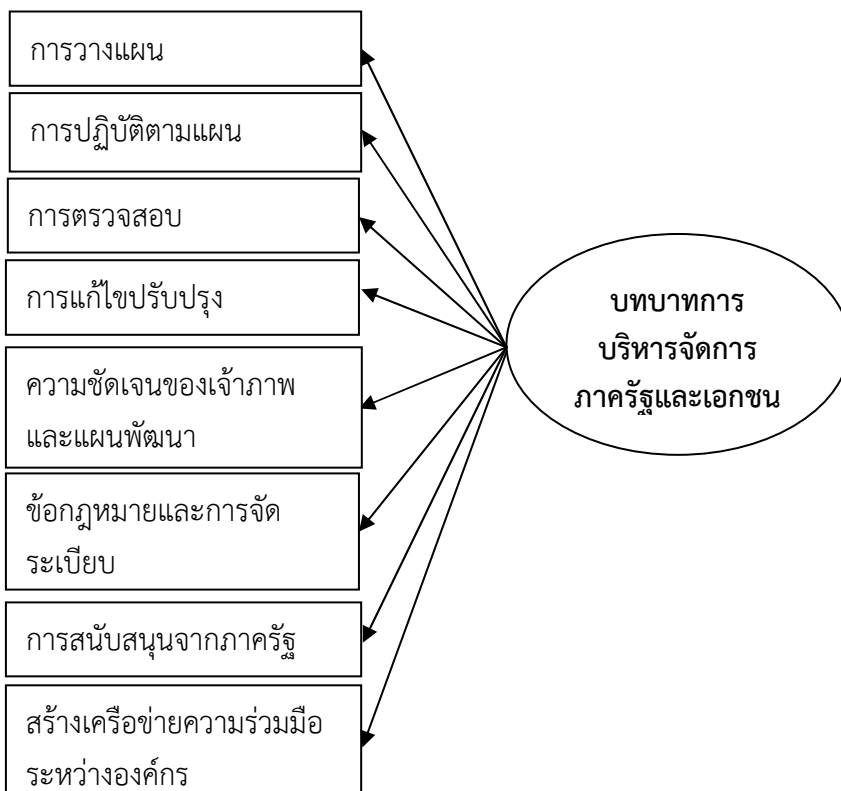 การวางแผน
การปฏิบัติตามแผน
การตรวจสอบ
การแก้ไขปรับปรุง
ความชัดเจนของเจ้าภาพ
และแผนพัฒนา
ข้อกฎหมายและการจัด
ระเบียบ
การสนับสนุนจากภาครัฐ
สร้างเครือข่ายความร่วมมือ
ระหว่างองค์กร
บทบาทการ
บริหารจัดการ
ภาครัฐและเอกชน